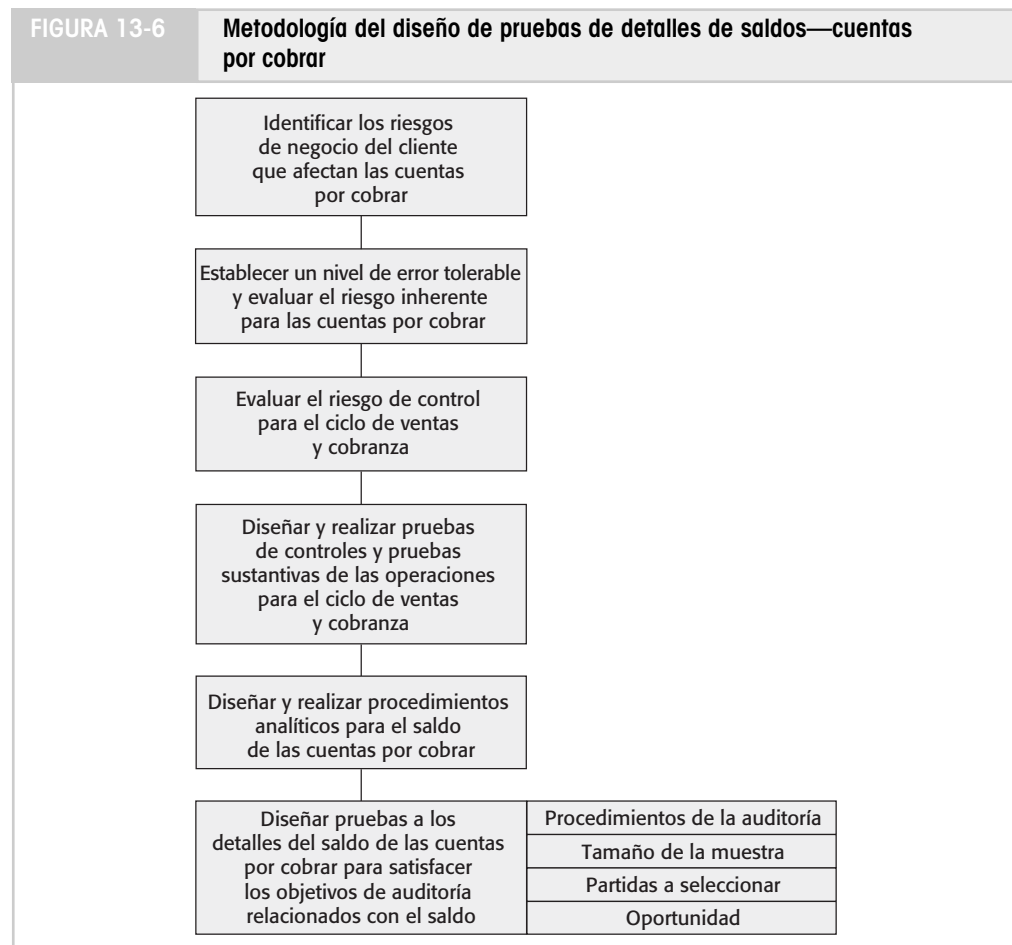 FIGURA 13-6
Metodología del diseño de pruebas de detalles de saldos—cuentas
por cobrar
Identificar los riesgos
de negocio del cliente
que afectan las cuentas
por cobrar
Establecer un nivel de error tolerable
y evaluar el riesgo inherente
para las cuentas por cobrar
Evaluar el riesgo de control
para el ciclo de ventas
y cobranza
Diseñar y realizar pruebas
de controles y pruebas
sustantivas de las operaciones
para el ciclo de ventas
y cobranza
Diseñar y realizar procedimientos
analíticos para el saldo
de las cuentas por cobrar
Diseñar pruebas a los
detalles del saldo de las cuentas
por cobrar para satisfacer
los objetivos de auditoría
relacionados con el saldo
Procedimientos de la auditoría
Tamaño de la muestra
Partidas a seleccionar
Oportunidad